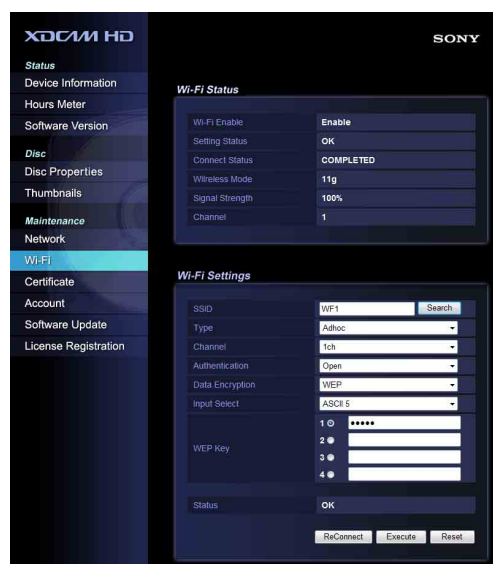 XDCAM HD
SONY
Status
Device Information
Hours Meter
Software Version
Disc
Disc Properties
Thumbnails
Maintenance
Network
Wi-Fi
Certificate
Account
Software Update
License Registration
Wi-Fi Status
Wi-Fi Enable Enable
Setting Status OK
Connect Status COMPLETED
Wilreless Mode 11g
Signal Strength 100%
Channel 1
Wi-Fi Settings
SSID WF1 Search
Type Adhoc
Channel 1ch
Authentication Open
Data Encryption WEP
Input Select ASCII 5
WEP Key
1 •••••
2
3
4
Status OK
ReConnect Execute Reset